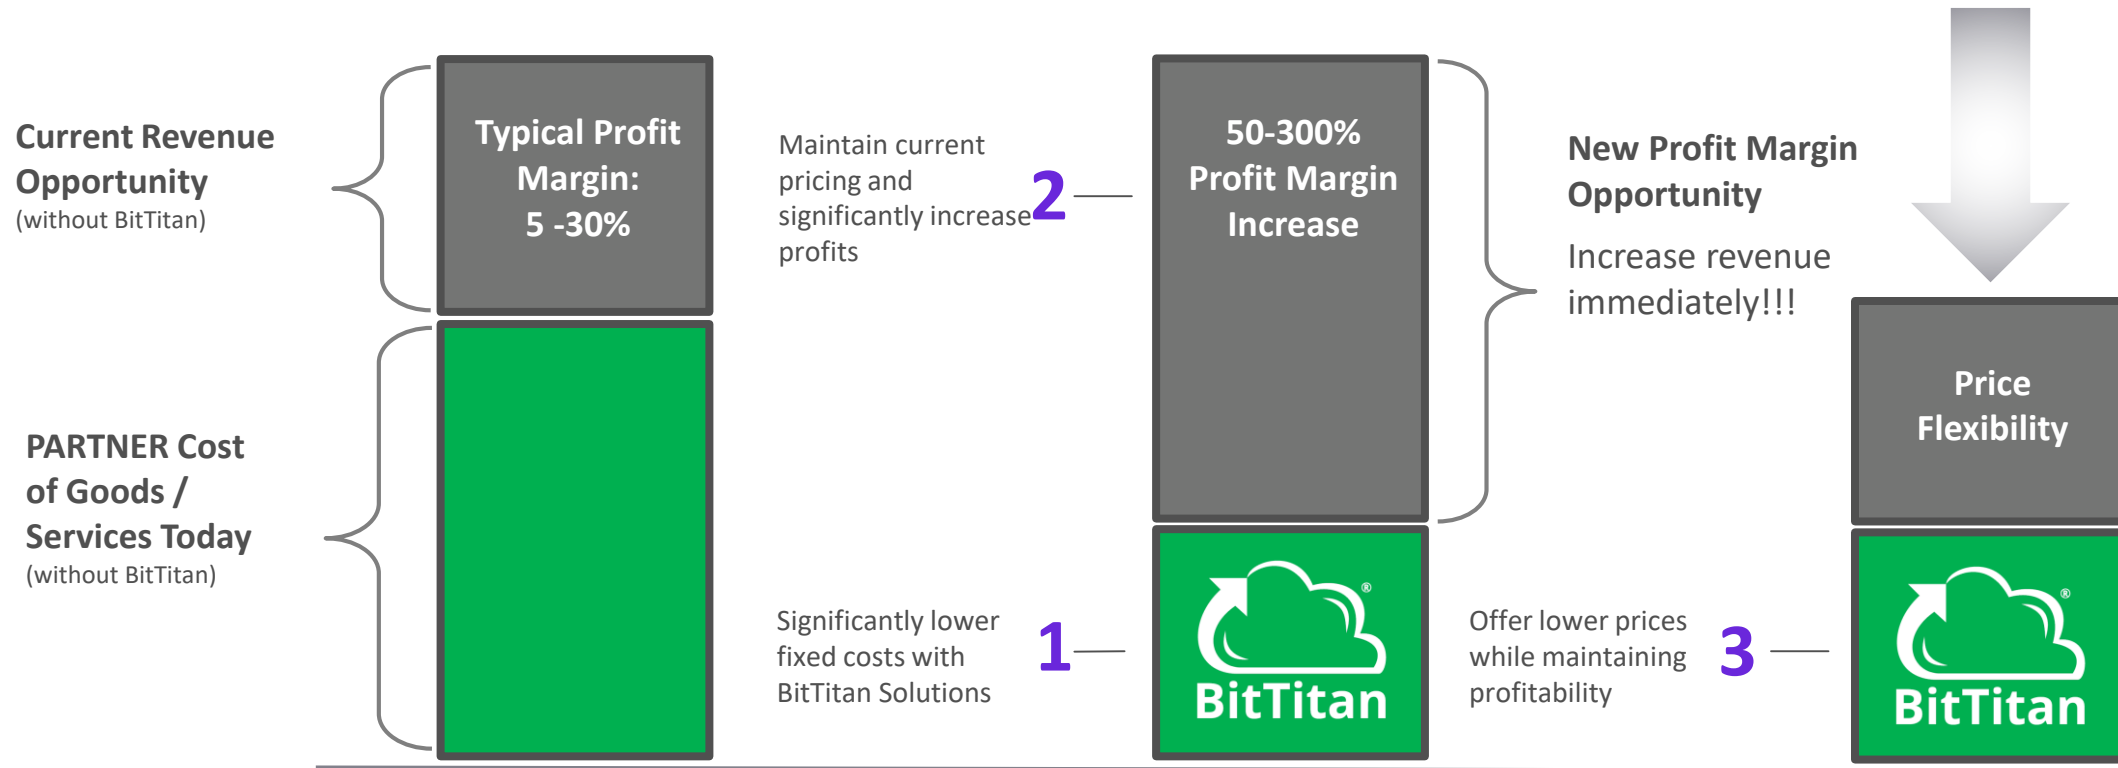 Current Revenue
Opportunity
(without BitTitan)
Typical Profit
Margin:
5 -30%
PARTNER Cost
of Goods /
Services Today
(without BitTitan)
Maintain current
pricing and
significantly increase
profits
2
50-300%
Profit Margin
Increase
New Profit Margin
Opportunity
Increase revenue
immediately!!!
Significantly lower
fixed costs with
BitTitan Solutions
1
®
BitTitan
Offer lower prices
while maintaining
profitability
3
Price
Flexibility
®
BitTitan